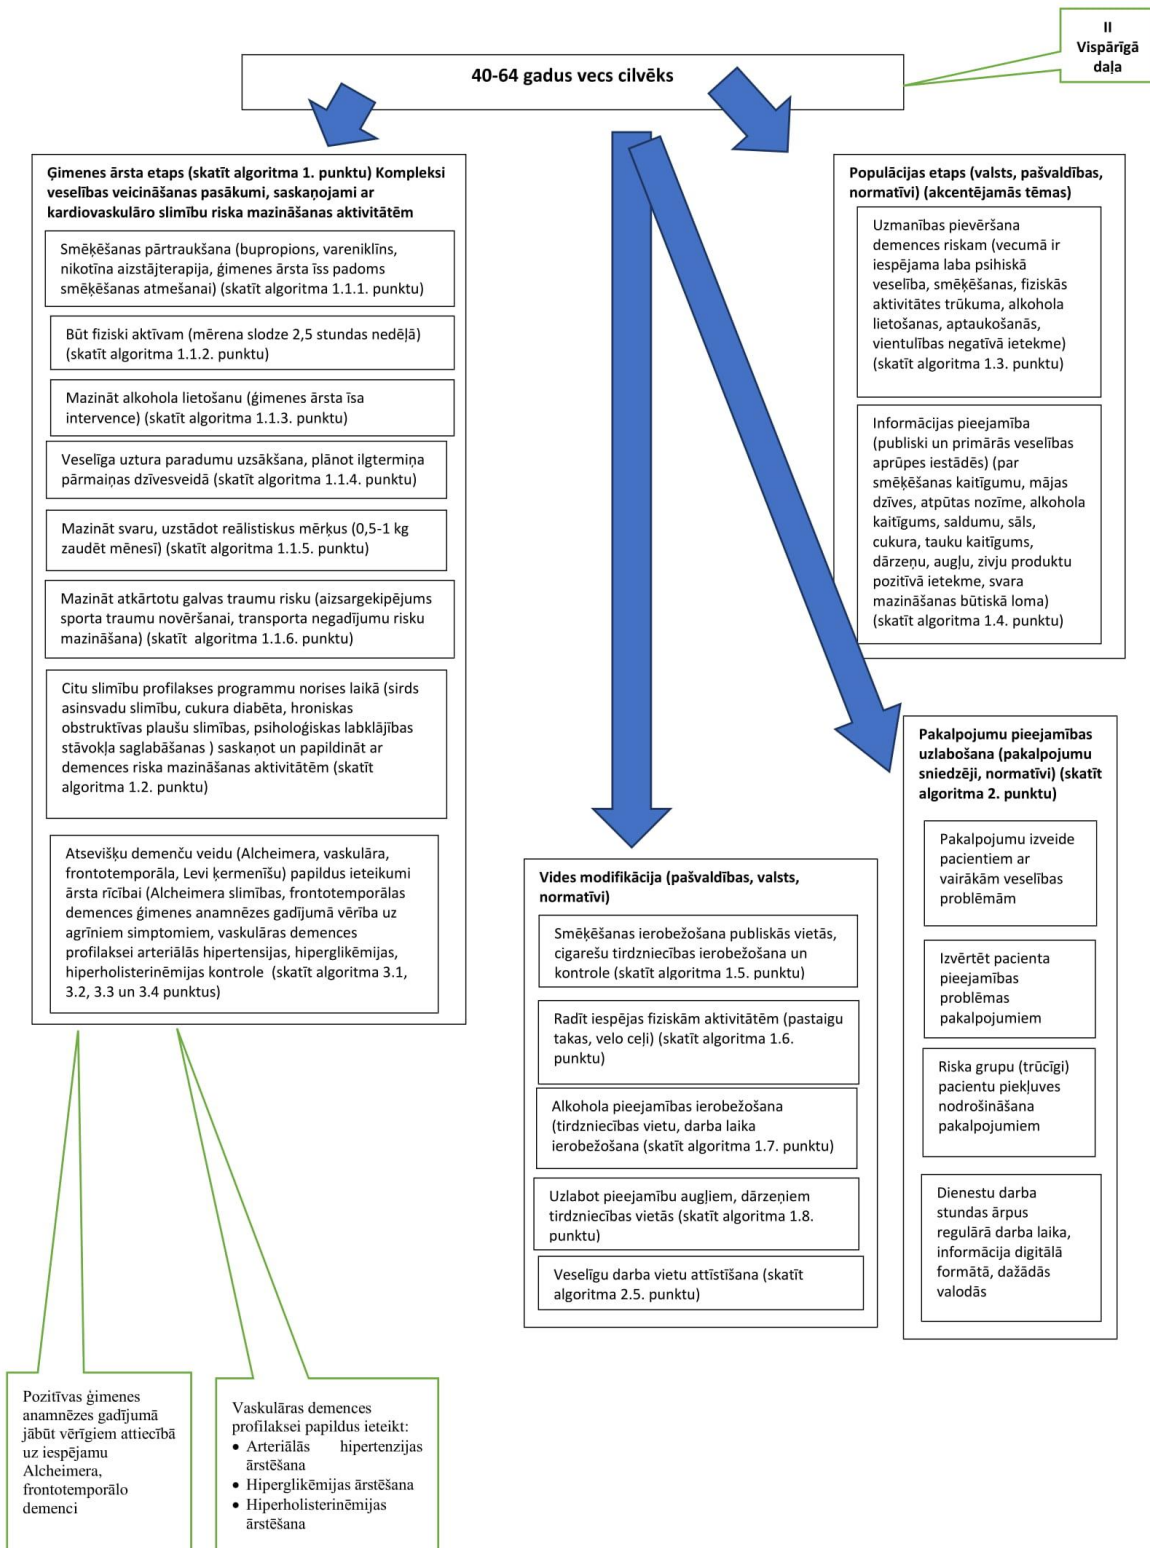 II
Vispārīgā
daļa
40-64 gadus vecs cilvēks
Ģimenes ārsta etaps (skatīt algoritma 1. punktu) Kompleksi
veselības veicināšanas pasākumi, saskaņojami ar
kardiovaskulāro slimību riska mazināšanas aktivitātēm
Smēķēšanas pārtraukšana (bupropions, vareniklīns,
nikotīna aizstājterapija, ģimenes ārsta īss padoms
smēķēšanas atmešanai) (skatīt algoritma 1.1.1. punktu)
Būt fiziski aktīvam (mērena slodze 2,5 stundas nedēļā)
(skatīt algoritma 1.1.2. punktu)
Mazināt alkohola lietošanu (ģimenes ārsta īsa
intervence) (skatīt algoritma 1.1.3. punktu)
Veselīga uztura paradumu uzsākšana, plānot ilgtermiņa
pārmaiņas dzīvesveidā (skatīt algoritma 1.1.4. punktu)
Mazināt svaru, uzstādot reālistiskus mērķus (0,5-1 kg
zaudēt mēnesī) (skatīt algoritma 1.1.5. punktu)
Mazināt atkārtotu galvas traumu risku (aizsargekipējums
sporta traumu novēršanai, transporta negadījumu risku
mazināšana) (skatīt  algoritma 1.1.6. punktu)
Citu slimību profilakses programmu norises laikā (sirds
asinsvadu slimību, cukura diabēta, hroniskas
obstruktīvas plaušu slimības, psiholoģiskas labklājības
stāvokļa saglabāšanas ) saskaņot un papildināt ar
demences riska mazināšanas aktivitātēm (skatīt
algoritma 1.2. punktu)
Atsevišķu demenču veidu (Alcheimera, vaskulāra,
frontotemporāla, Levi ķermenīšu) papildus ieteikumi
ārsta rīcībai (Alcheimera slimības, frontotemporālas
demences ģimenes anamnēzes gadījumā vērība uz
agrīniem simptomiem, vaskulāras demences
profilaksei arteriālās hipertensijas, hiperglikēmijas,
hiperholisterinēmijas kontrole  (skatīt algoritma 3.1,
3.2, 3.3 un 3.4 punktus)
Populācijas etaps (valsts, pašvaldības,
normatīvi) (akcentējamās tēmas)
Uzmanības pievēršana
demences riskam (vecumā ir
iespējama laba psihiskā
veselība, smēķēšanas, fiziskās
aktivitātes trūkuma, alkohola
lietošanas, aptaukošanās,
vientulības negatīvā ietekme)
(skatīt algoritma 1.3. punktu)
Informācijas pieejamība
(publiski un primārās veselības
aprūpes iestādēs) (par
smēķēšanas kaitīgumu, mājas
dzīves, atpūtas nozīme, alkohola
kaitīgums, saldumu, sāls,
cukura, tauku kaitīgums,
dārzeņu, augļu, zivju produktu
pozitīvā ietekme, svara
mazināšanas būtiskā loma)
(skatīt algoritma 1.4. punktu)
Vides modifikācija (pašvaldības, valsts,
normatīvi)
Smēķēšanas ierobežošana publiskās vietās,
cigarešu tirdzniecības ierobežošana un
kontrole (skatīt algoritma 1.5. punktu)
Radīt iespējas fiziskām aktivitātēm (pastaigu
takas, velo ceļi) (skatīt algoritma 1.6.
punktu)
Alkohola pieejamības ierobežošana
(tirdzniecības vietu, darba laika
ierobežošana (skatīt algoritma 1.7. punktu)
Uzlabot pieejamību augļiem, dārzeņiem
tirdzniecības vietās (skatīt algoritma 1.8.
punktu)
Veselīgu darba vietu attīstīšana (skatīt
algoritma 2.5. punktu)
Pakalpojumu pieejamības
uzlabošana (pakalpojumu
sniedzēji, normatīvi) (skatīt
algoritma 2. punktu)
Pakalpojumu izveide
pacientiem ar
vairākām veselības
problēmām
Izvērtēt pacienta
pieejamības
problēmas
pakalpojumiem
Riska grupu (trūcīgi)
pacientu piekļuves
nodrošināšana
pakalpojumiem
Dienestu darba
stundas ārpus
regulārā darba laika,
informācija digitālā
formātā, dažādās
valodās
Pozitīvas ģimenes
anamnēzes gadījumā
jābūt vērīgiem attiecībā
uz iespējamu
Alcheimera,
frontotemporālo
demenci
Vaskulāras demences
profilaksei papildus ieteikt:
• Arteriālās hipertenzijas
ārstēšana
• Hiperglikēmijas ārstēšana
• Hiperholisterinēmijas
ārstēšana